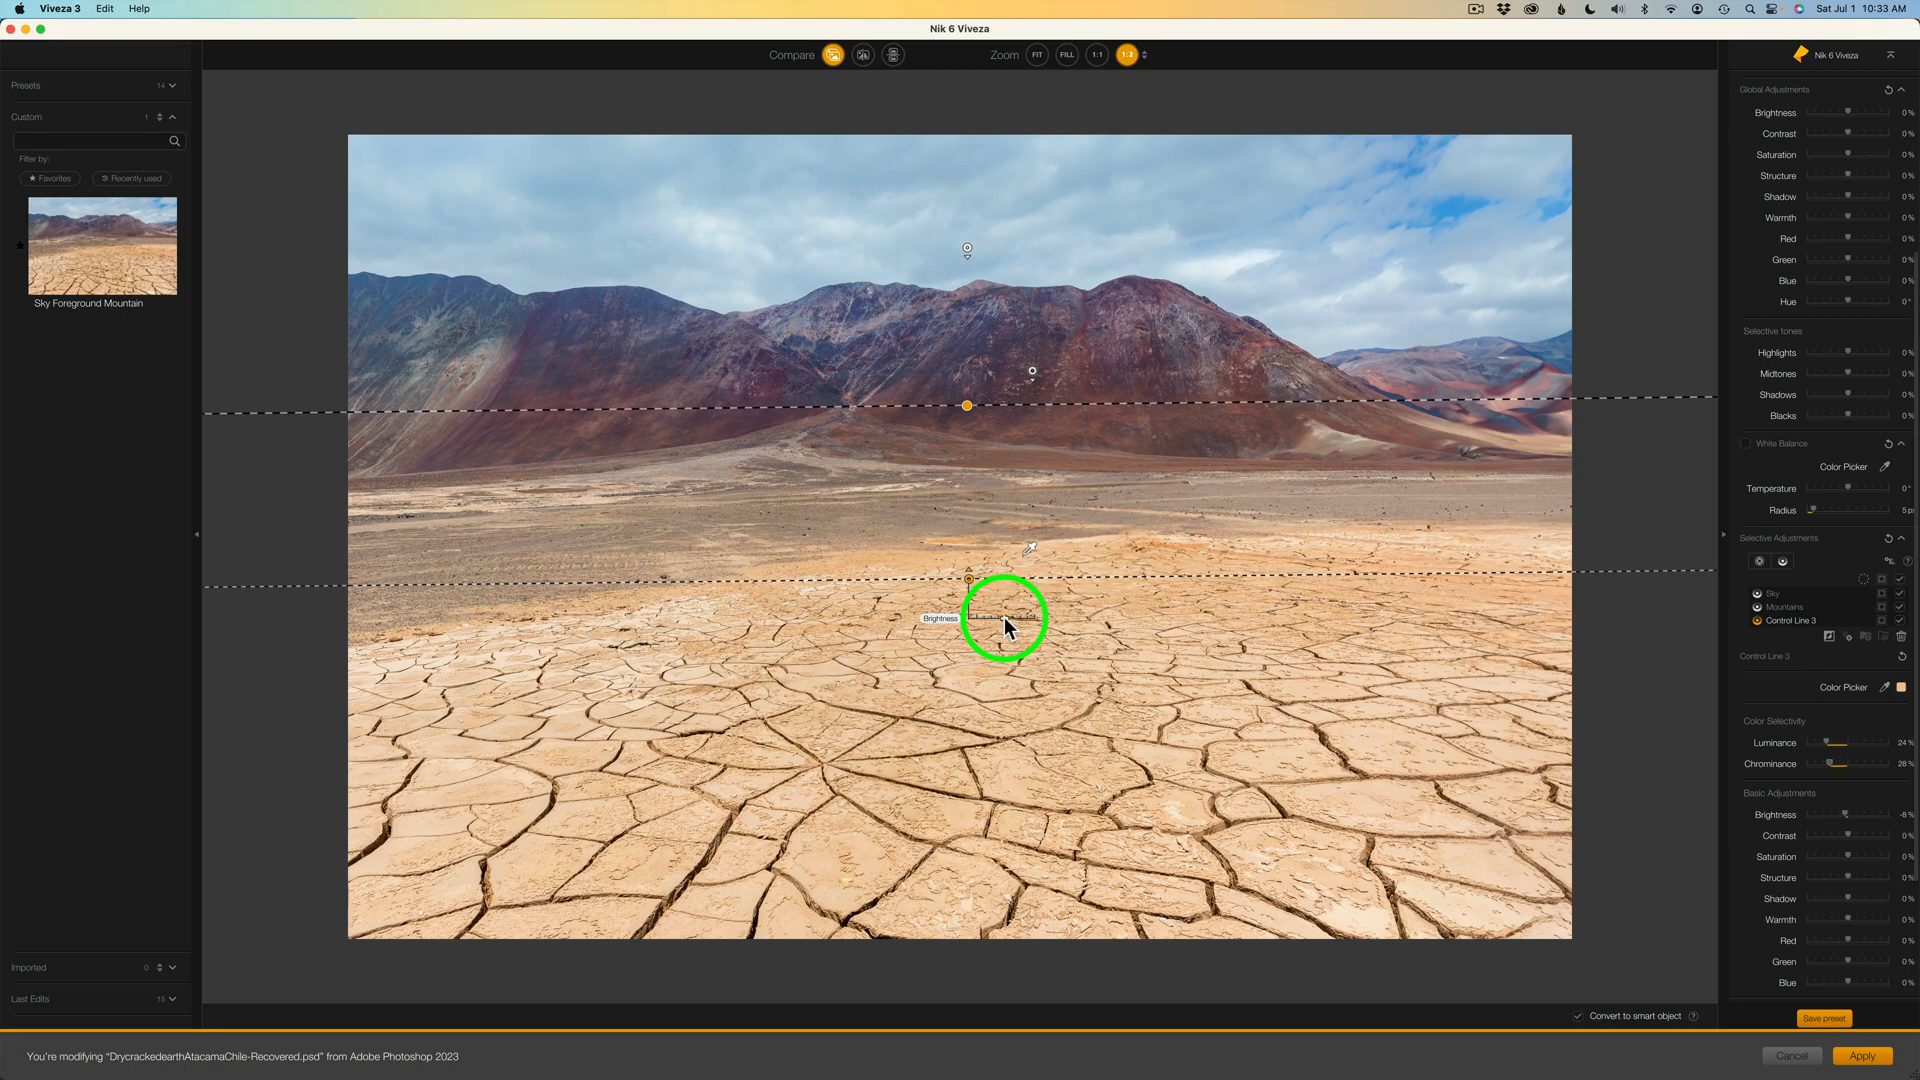 Viveza 3 Edit Help
Sat Jul 1 10:33 AM
Nik 6 Viveza
Compare
Zoom FIT FILL 1:1 1:2
Nik 6 Viveza
Presets 14
Custom 1
Filter by:
Favorites Recently used
Sky Foreground Mountain
Imported 0
Last Edits 15
Brightness
Global Adjustments
Brightness 0%
Contrast 0%
Saturation 0%
Structure 0%
Shadow 0%
Warmth 0%
Red 0%
Green 0%
Blue 0%
Hue 0°
Selective tones
Highlights 0%
Midtones 0%
Shadows 0%
Blacks 0%
White Balance
Color Picker
Temperature 0°
Radius 5
Selective Adjustments
Sky
Mountains
Control Line 3
Control Line 3
Color Picker
Color Selectivity
Luminance 24%
Chrominance 28%
Basic Adjustments
Brightness -8%
Contrast 0%
Saturation 0%
Structure 0%
Shadow 0%
Warmth 0%
Red 0%
Green 0%
Blue 0%
Convert to smart object ?
Save preset
You're modifying "DrycrackedearthAtacamaChile-Recovered.psd" from Adobe Photoshop 2023
Cancel Apply